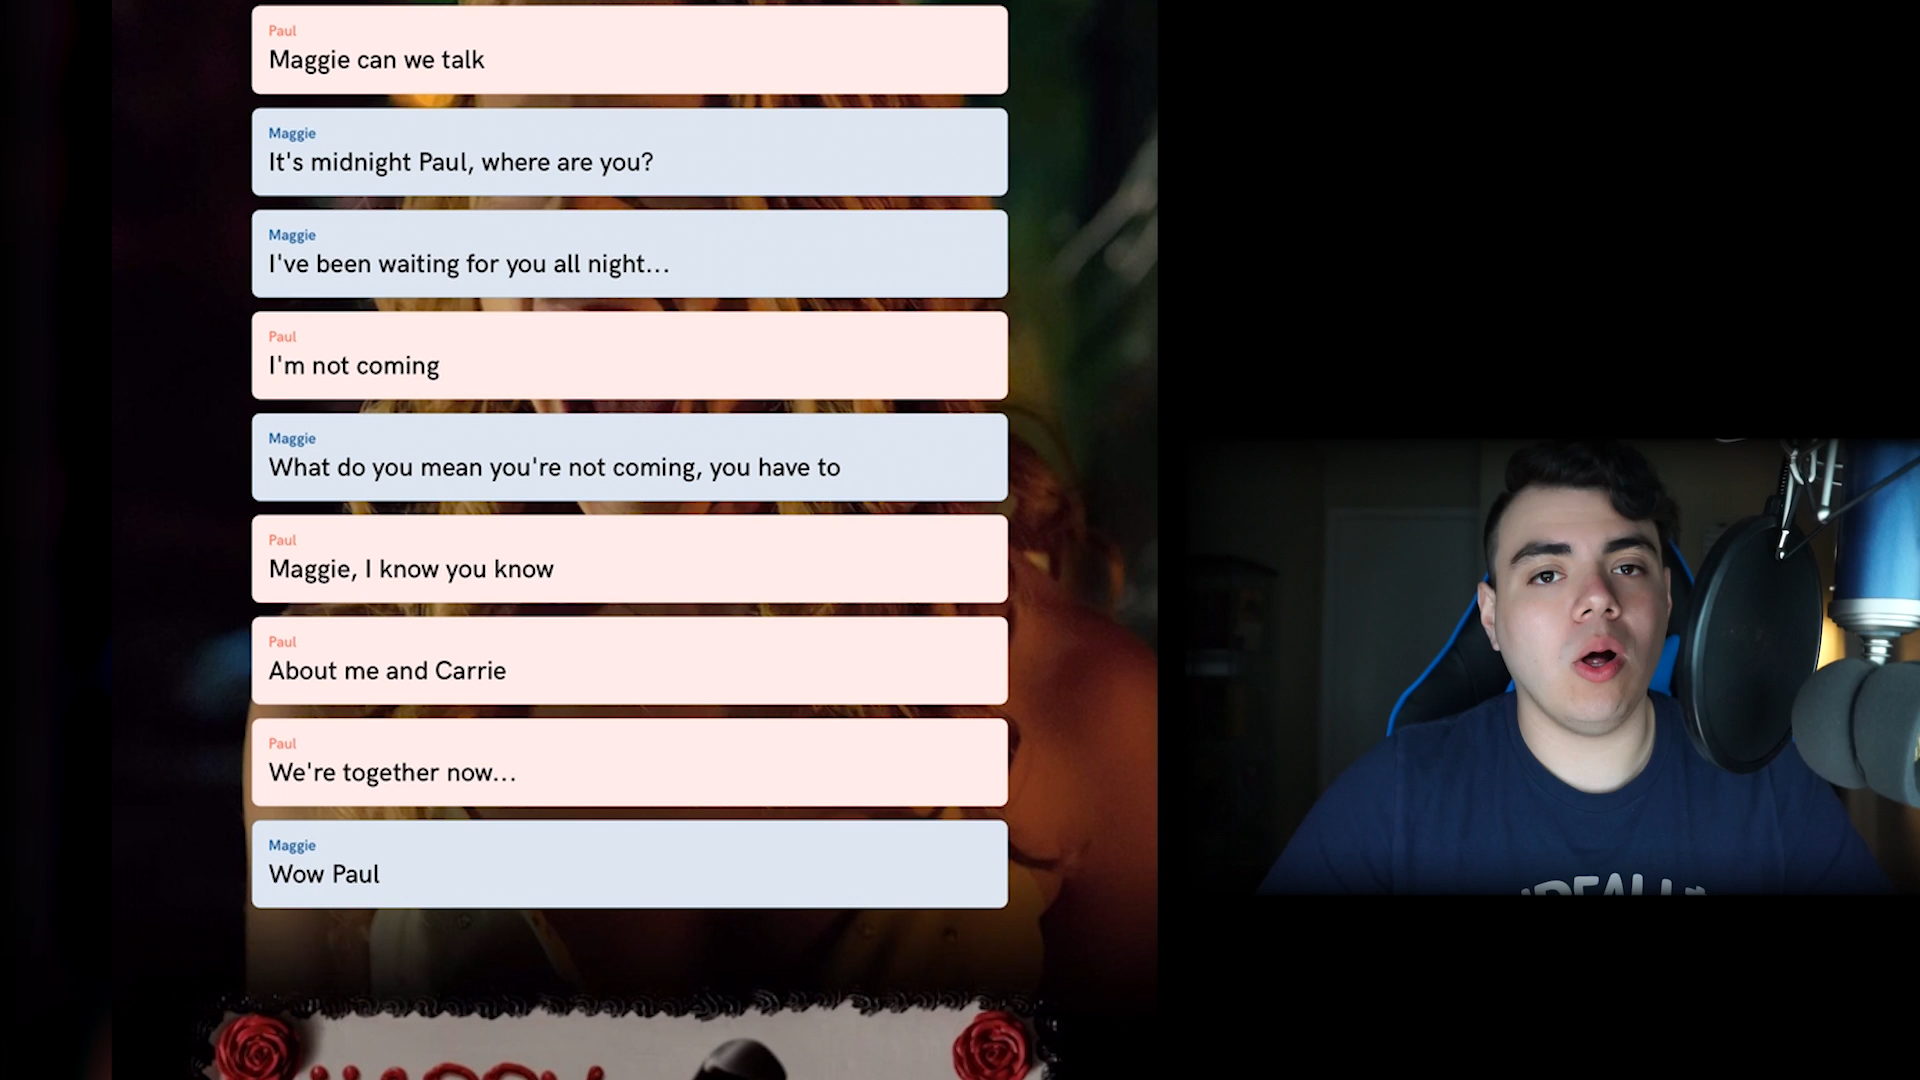 Paul
Maggie can we talk
Maggie
It's midnight Paul, where are you?
Maggie
I've been waiting for you all night...
Paul
I'm not coming
Maggie
What do you mean you're not coming, you have to
Paul
Maggie, I know you know
Paul
About me and Carrie
Paul
We're together now...
Maggie
Wow Paul
HAPPY